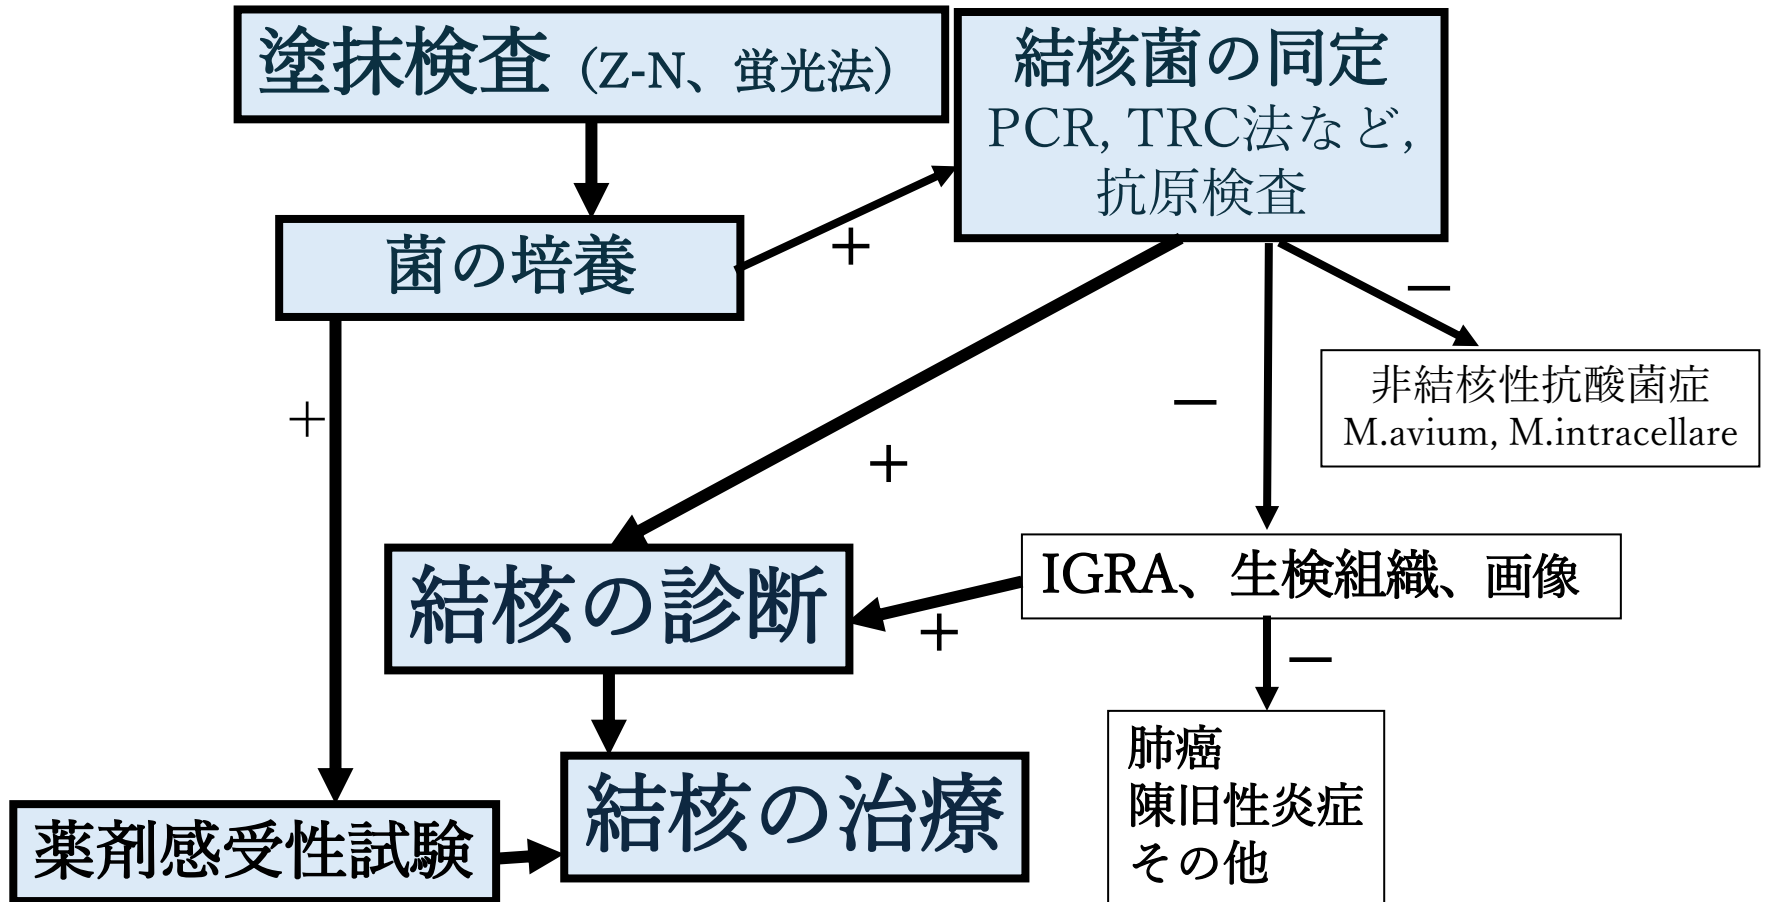 塗抹検査（Z-N、蛍光法）
結核菌の同定
PCR, TRC法など,
抗原検査
菌の培養
＋
－
非結核性抗酸菌症
M.avium, M.intracellare
＋
－
＋
IGRA、生検組織、画像
結核の診断
＋
－
肺癌
陳旧性炎症
その他
結核の治療
薬剤感受性試験